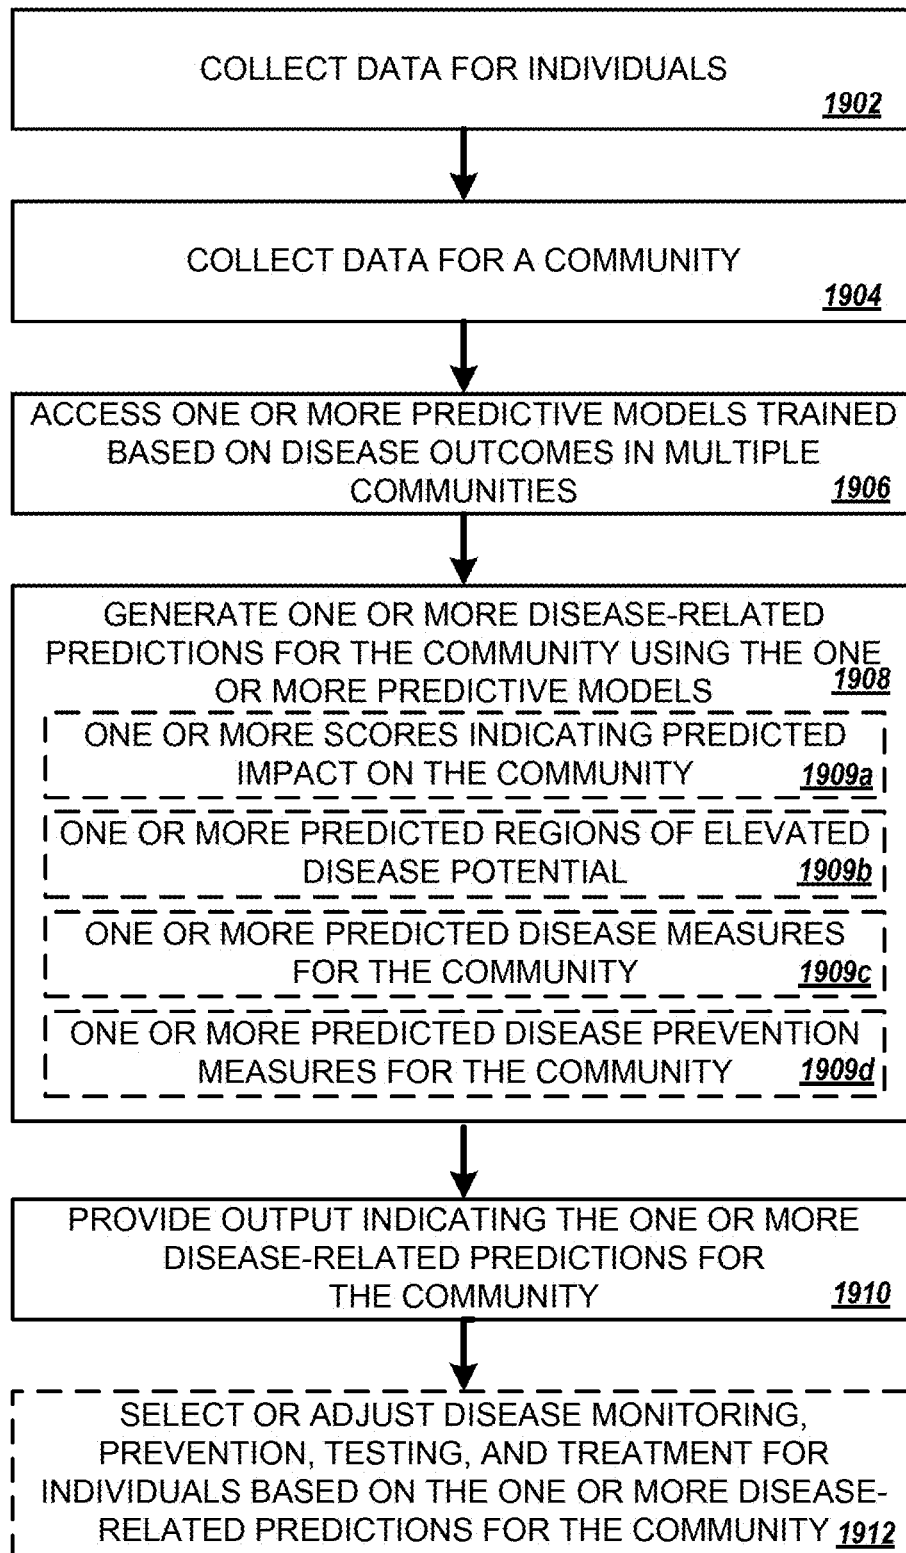 COLLECT DATA FOR INDIVIDUALS
1902
COLLECT DATA FOR A COMMUNITY
1904
ACCESS ONE OR MORE PREDICTIVE MODELS TRAINED
BASED ON DISEASE OUTCOMES IN MULTIPLE
COMMUNITIES 1906
GENERATE ONE OR MORE DISEASE-RELATED
PREDICTIONS FOR THE COMMUNITY USING THE ONE
OR MORE PREDICTIVE MODELS 1908
ONE OR MORE SCORES INDICATING PREDICTED
IMPACT ON THE COMMUNITY 1909a
ONE OR MORE PREDICTED REGIONS OF ELEVATED
DISEASE POTENTIAL 1909b
ONE OR MORE PREDICTED DISEASE MEASURES
FOR THE COMMUNITY 1909c
ONE OR MORE PREDICTED DISEASE PREVENTION
MEASURES FOR THE COMMUNITY 1909d
PROVIDE OUTPUT INDICATING THE ONE OR MORE
DISEASE-RELATED PREDICTIONS FOR
THE COMMUNITY 1910
SELECT OR ADJUST DISEASE MONITORING,
PREVENTION, TESTING, AND TREATMENT FOR
INDIVIDUALS BASED ON THE ONE OR MORE DISEASE-
RELATED PREDICTIONS FOR THE COMMUNITY 1912